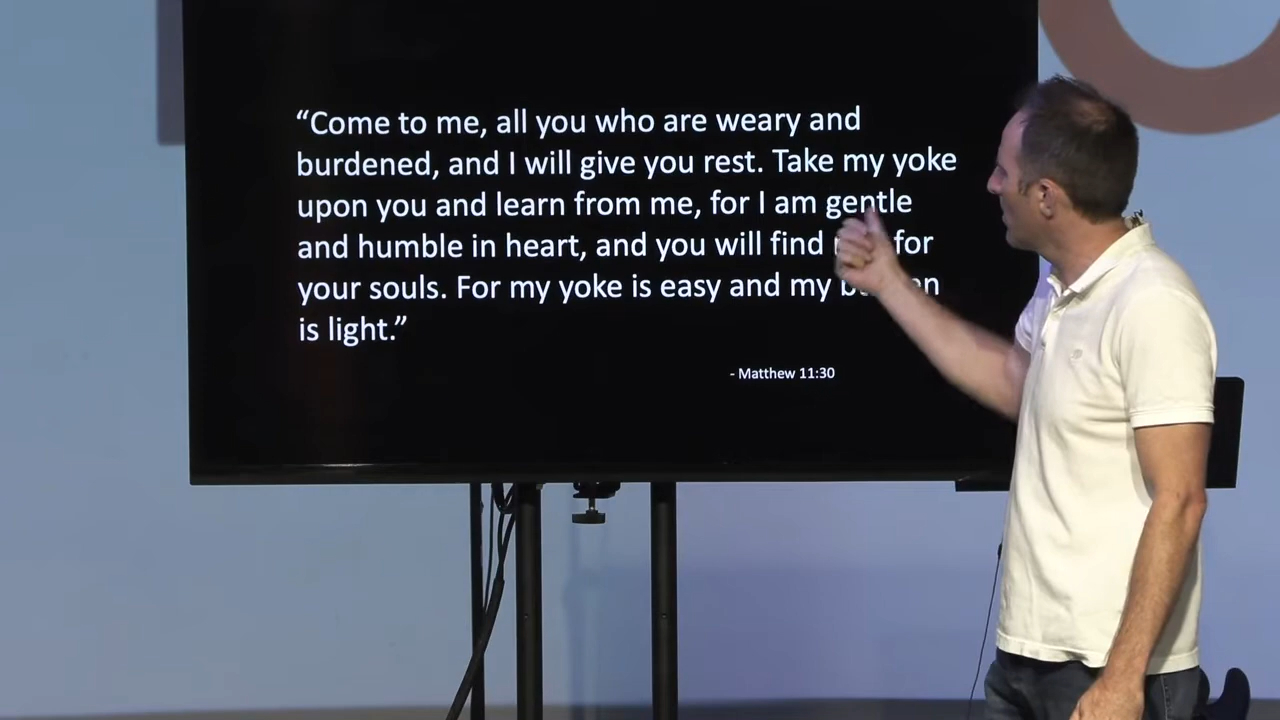 “Come to me, all you who are weary and
burdened, and I will give you rest. Take my yoke
upon you and learn from me, for I am gentle
and humble in heart, and you will find for
your souls. For my yoke is easy and my
is light.”
- Matthew 11:30